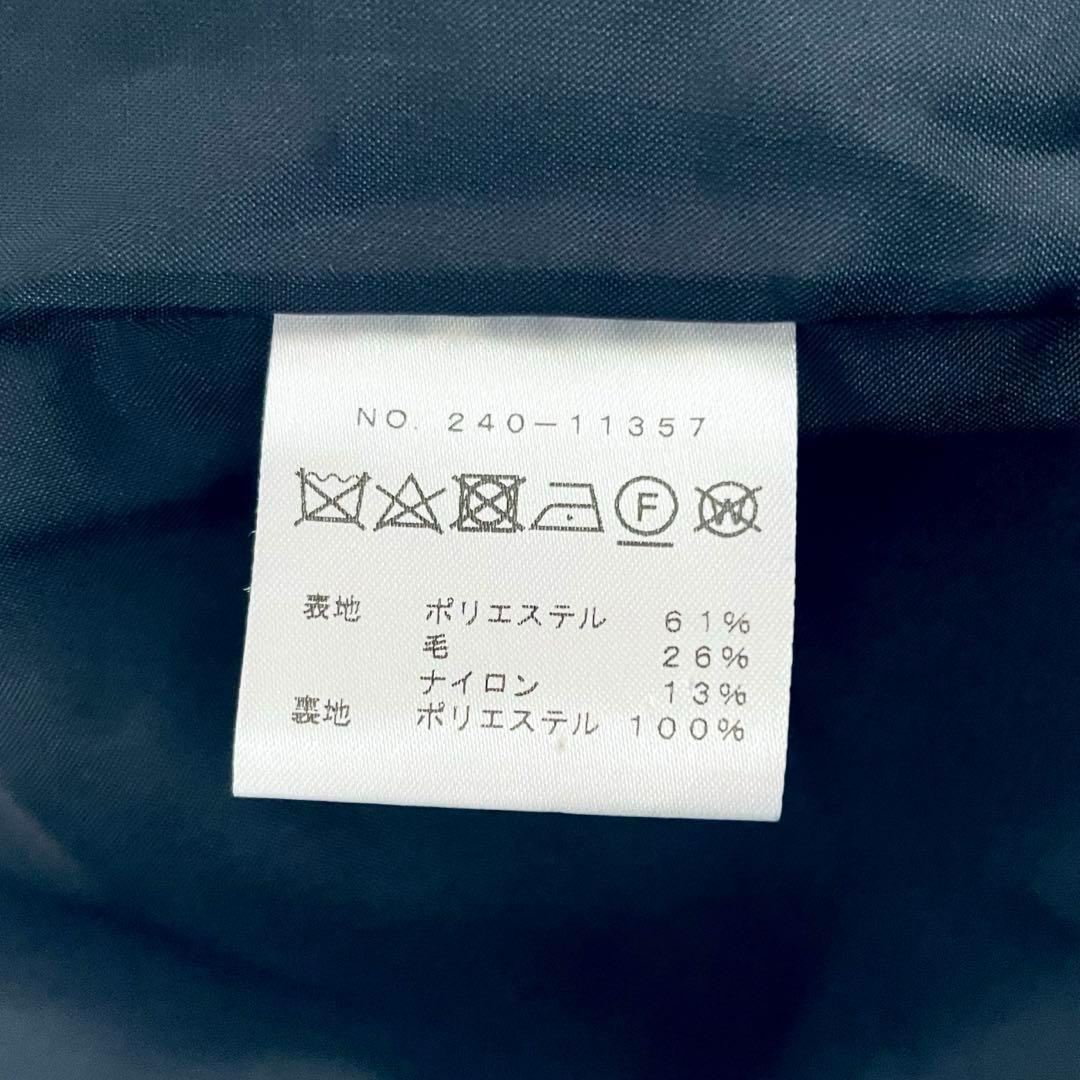 NO. 240-11357
F W
表地 ポリエステル 61%
毛 26%
ナイロン 13%
裏地 ポリエステル 100%